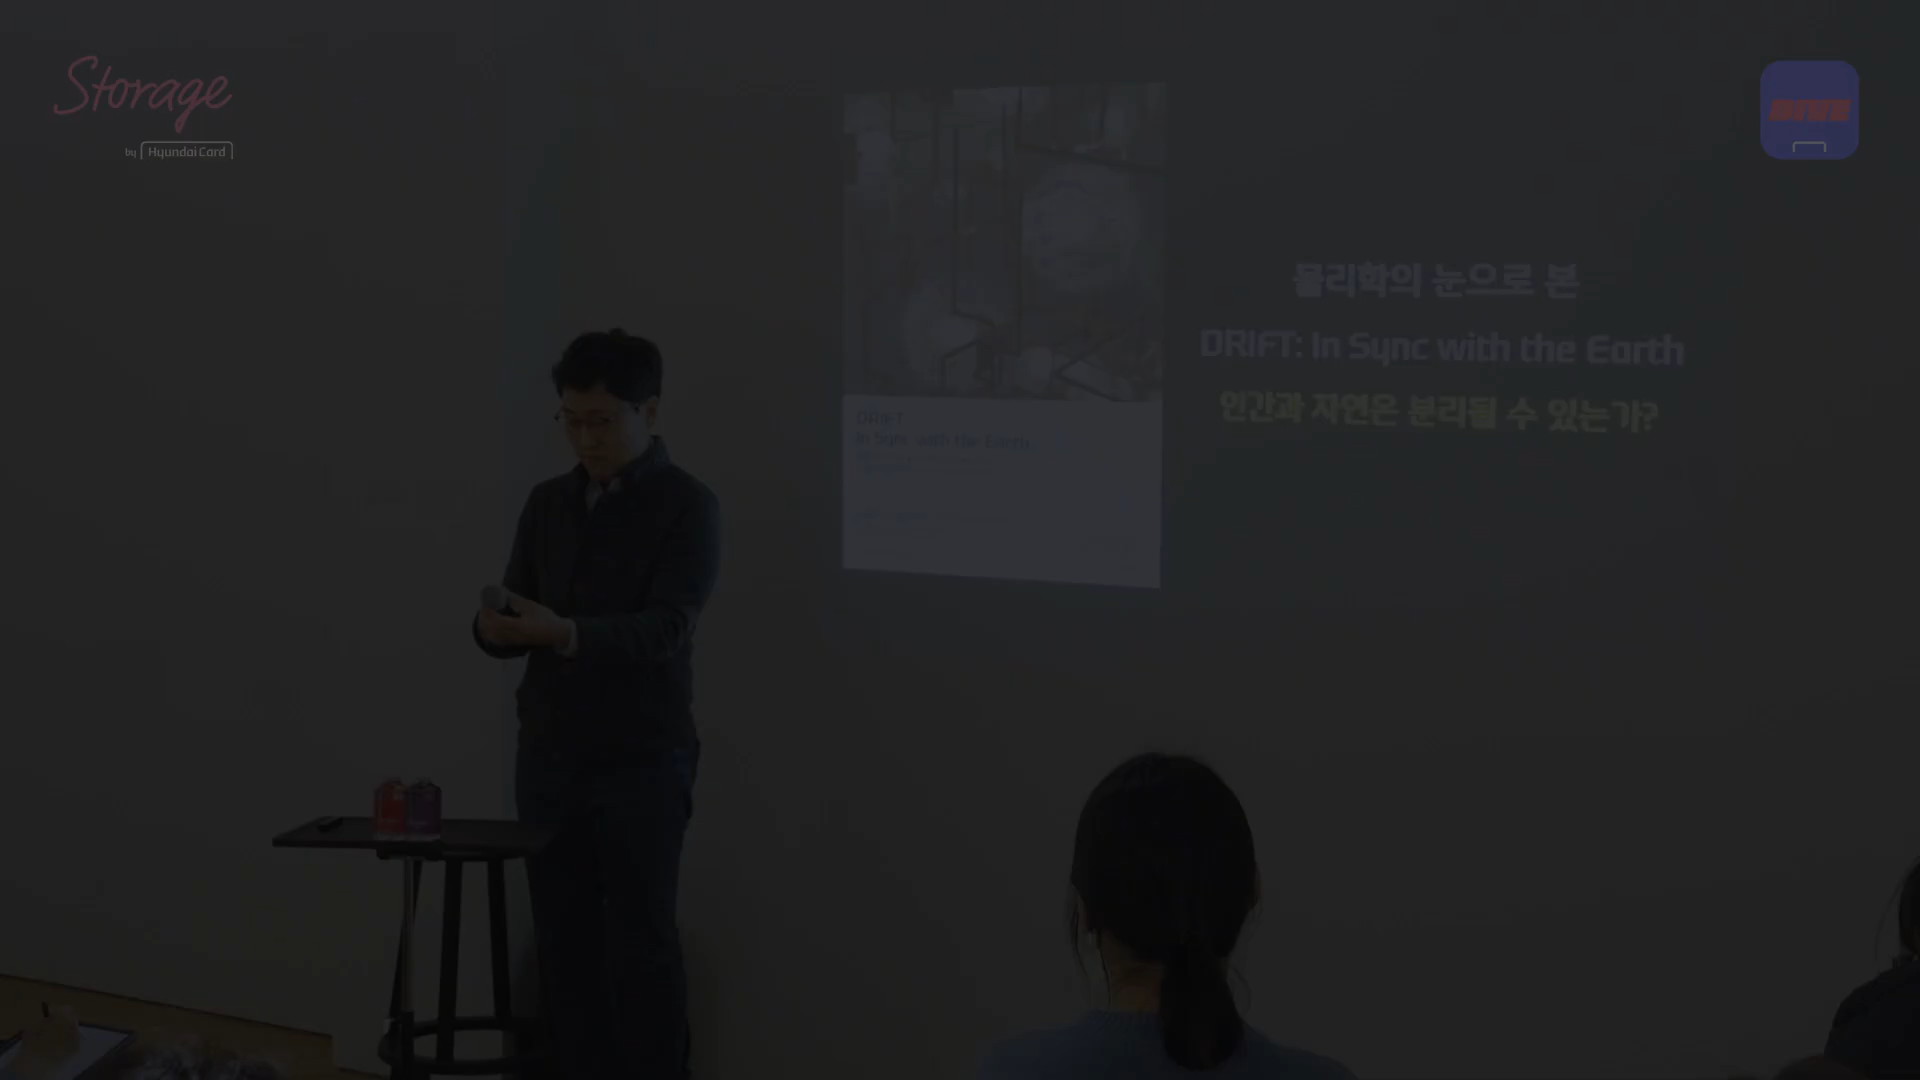 Storage
by Hyundai Card
DIVE
물리학의 눈으로 본
DRIFT: In Sync with the Earth
인간과 자연은 분리될 수 있는가?
DRIFT
In Sync with the Earth